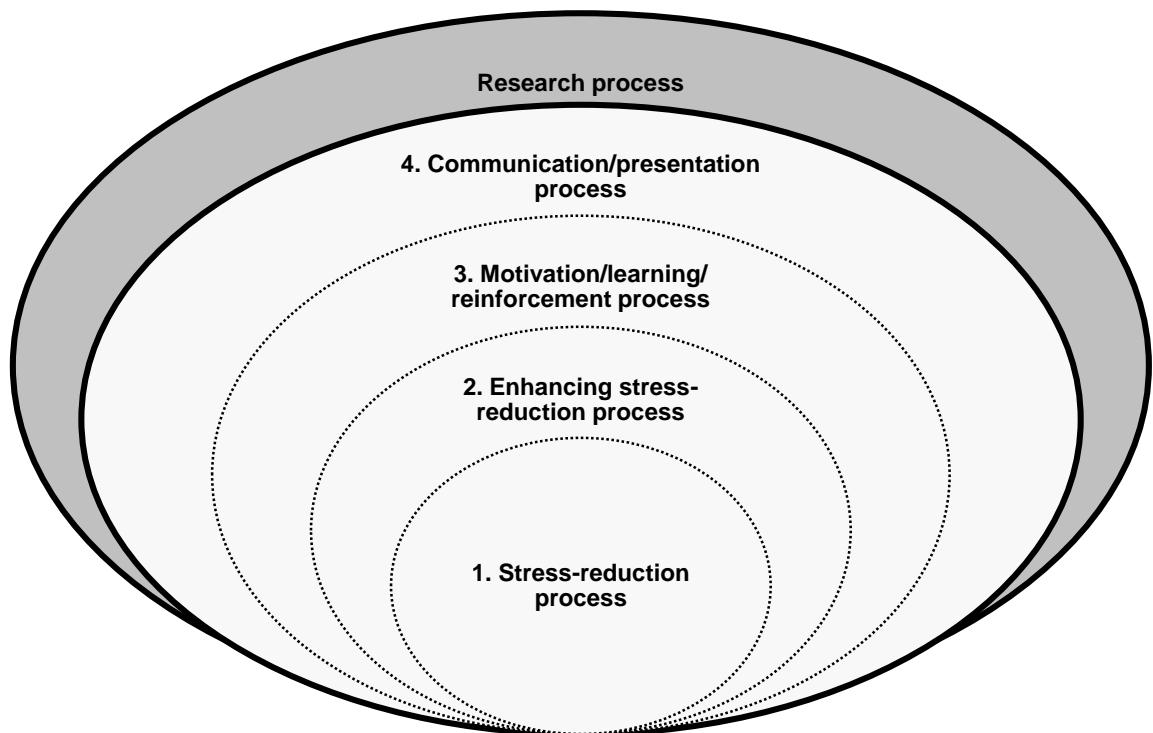 Research process
4. Communication/presentation
process
3. Motivation/learning/
reinforcement process
2. Enhancing stress-
reduction process
1. Stress-reduction
process